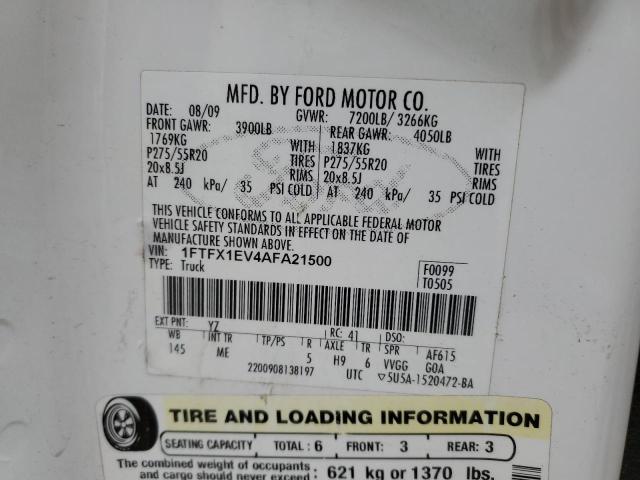 MFD. BY FORD MOTOR CO.
DATE: 08/09 GVWR: 7200LB/ 3266KG
FRONT GAWR: 3900LB REAR GAWR: 4050LB
1769KG WITH 1837KG WITH
P275/55R20 TIRES P275/55R20 TIRES
20x8.5J RIMS 20x8.5J RIMS
AT 240 kPa/ 35 PSI COLD AT 240 kPa/ 35 PSI COLD
THIS VEHICLE CONFORMS TO ALL APPLICABLE FEDERAL MOTOR
VEHICLE SAFETY STANDARDS IN EFFECT ON THE DATE OF
MANUFACTURE SHOWN ABOVE.
VIN: 1FTFX1EV4AFA21500 F0099
TYPE: Truck T0505
EXT PNT: YZ RC: 41 DSO:
WB INT TR TP/PS R AXLE TR SPR AF615
145 ME 5 H9 6 VVGG GOA
2200908138197 UTC 5U5A-1520472-BA
TIRE AND LOADING INFORMATION
SEATING CAPACITY TOTAL: 6 FRONT: 3 REAR: 3
The combined weight of occupants
and cargo should never exceed : 621 kg or 1370 lbs.